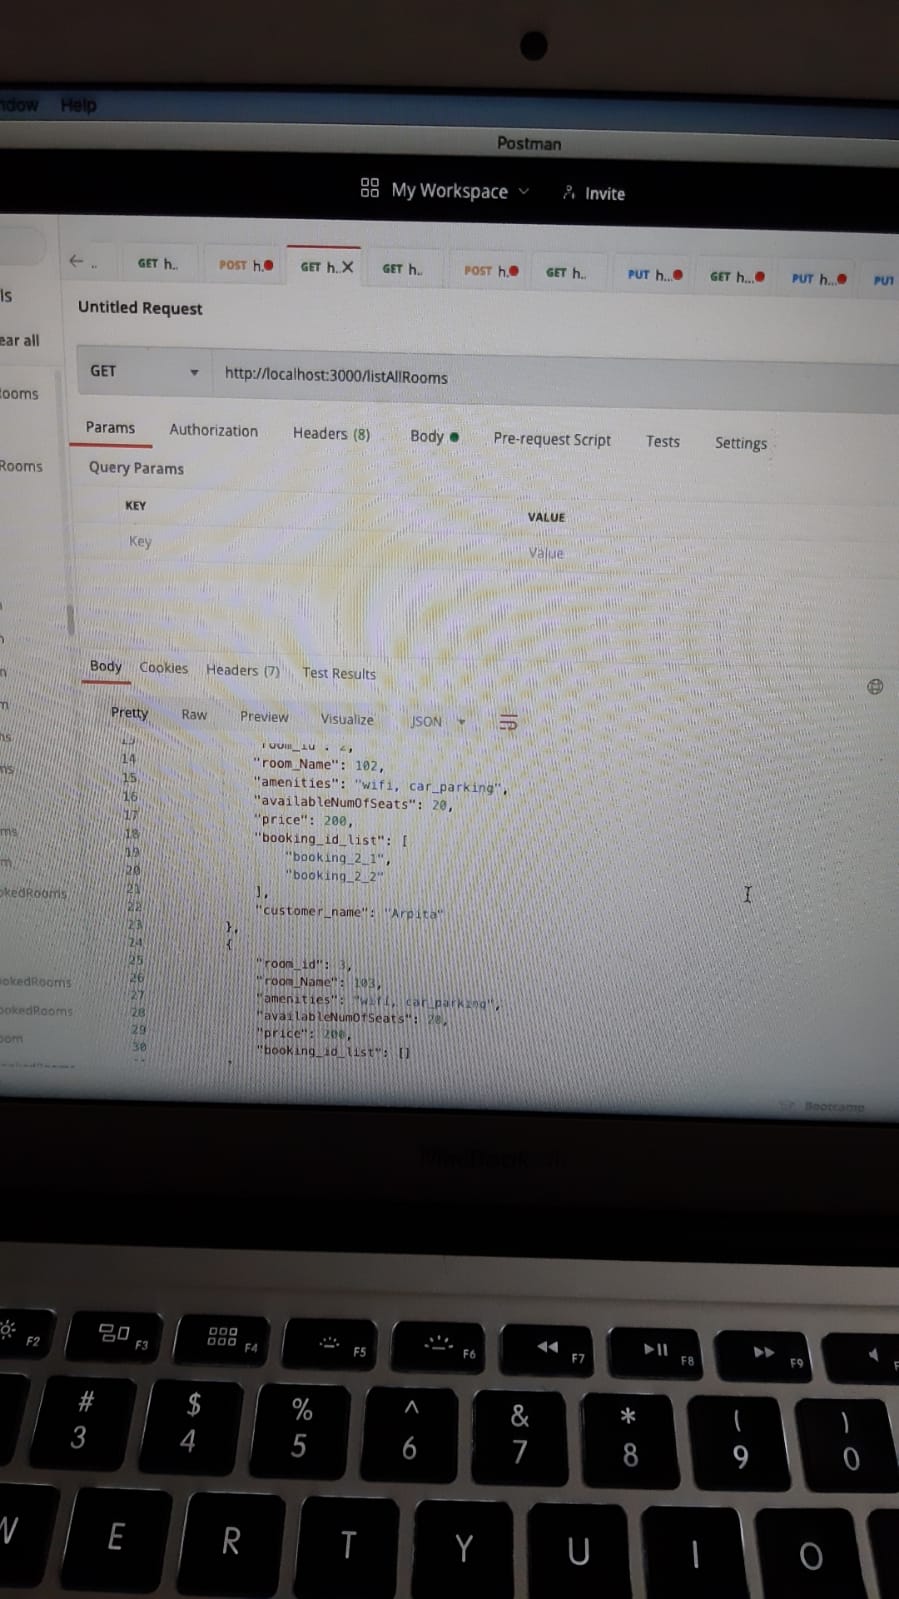 Help
Postman
My Workspace Invite
GET h.. POST h. GET h.. X GET h.. POST h. GET h.. PUT h... GET h... PUT h... PUT
Untitled Request
ear all
GET http://localhost:3000/listAllRooms
ooms
Params Authorization Headers (8) Body Pre-request Script Tests Settings
Rooms
Query Params
KEY VALUE
Key Value
Body Cookies Headers (7) Test Results
Pretty Raw Preview Visualize JSON
14 "room_Name": 102,
15 "amenities": "wifi, car_parking",
16 "availableNumOfSeats": 20,
17 "price": 200,
18 "booking_id_list": [
19 "booking_2_1",
20 "booking_2_2"
21 ],
22 "customer_name": "Arpita"
23 },
24 {
25 "room_id": 3,
26 "room_Name": 103,
27 "amenities": "wifi, car_parking",
28 "availableNumOfSeats": 20,
29 "price": 200,
30 "booking_id_list": []
okedRooms
ookedRooms
ookedRooms
oom
Bootcamp
F2 F3 F4 F5 F6 F7 F8 F9
# $ % ^ & * ( )
3 4 5 6 7 8 9 0
W E R T Y U I O